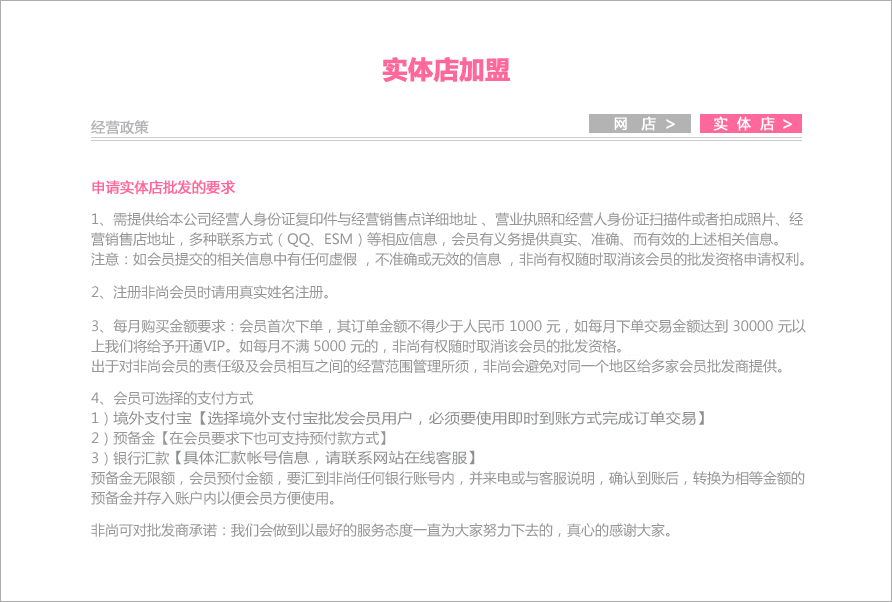 实体店加盟
经营政策
网 店 >
实 体 店 >
申请实体店批发的要求
1、需提供给本公司经营人身份证复印件与经营销售点详细地址 、营业执照和经营人身份证扫描件或者拍成照片、经
营销售店地址，多种联系方式（QQ、ESM）等相应信息，会员有义务提供真实、准确、而有效的上述相关信息。
注意：如会员提交的相关信息中有任何虚假 ，不准确或无效的信息 ，非尚有权随时取消该会员的批发资格申请权利。
2、注册非尚会员时请用真实姓名注册。
3、每月购买金额要求：会员首次下单，其订单金额不得少于人民币 1000 元，如每月下单交易金额达到 30000 元以
上我们将给予开通VIP。如每月不满 5000 元的，非尚有权随时取消该会员的批发资格。
出于对非尚会员的责任级及会员相互之间的经营范围管理所须，非尚会避免对同一个地区给多家会员批发商提供。
4、会员可选择的支付方式
1）境外支付宝【选择境外支付宝批发会员用户，必须要使用即时到账方式完成订单交易】
2）预备金【在会员要求下也可支持预付款方式】
3）银行汇款【具体汇款帐号信息，请联系网站在线客服】
预备金无限额，会员预付金额，要汇到非尚任何银行账号内，并来电或与客服说明，确认到账后，转换为相等金额的
预备金并存入账户内以便会员方便使用。
非尚可对批发商承诺：我们会做到以最好的服务态度一直为大家努力下去的，真心的感谢大家。